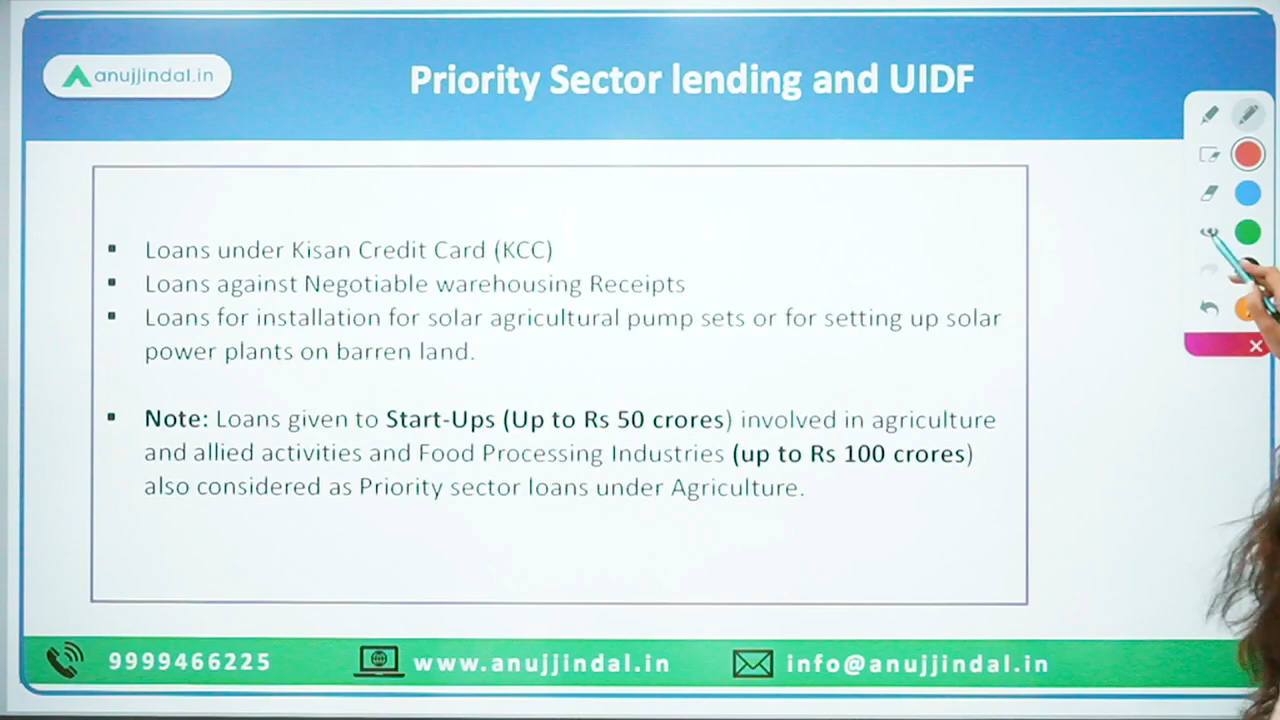 anujjindal.in
Priority Sector lending and UIDF
▪ Loans under Kisan Credit Card (KCC)
▪ Loans against Negotiable warehousing Receipts
▪ Loans for installation for solar agricultural pump sets or for setting up solar
power plants on barren land.
▪ Note: Loans given to Start-Ups (Up to Rs 50 crores) involved in agriculture
and allied activities and Food Processing Industries (up to Rs 100 crores)
also considered as Priority sector loans under Agriculture.
9999466225
www.anujjindal.in
info@anujjindal.in